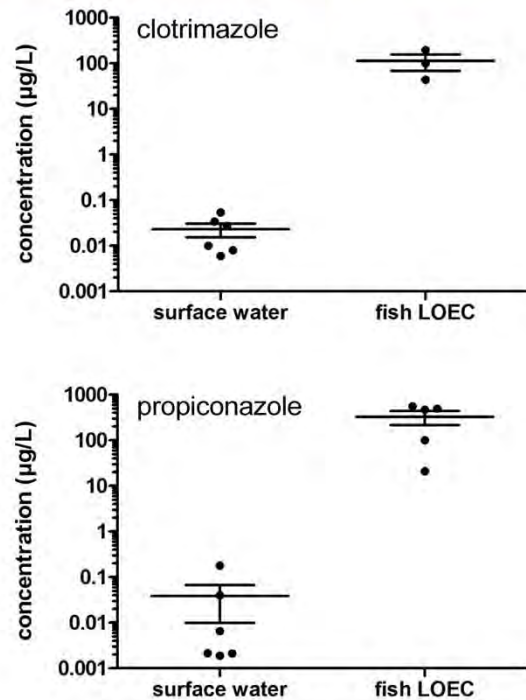 clotrimazole
concentration (µg/L)
1000
100
10
1
0.1
0.01
0.001
surface water fish LOEC
propiconazole
concentration (µg/L)
1000
100
10
1
0.1
0.01
0.001
surface water fish LOEC